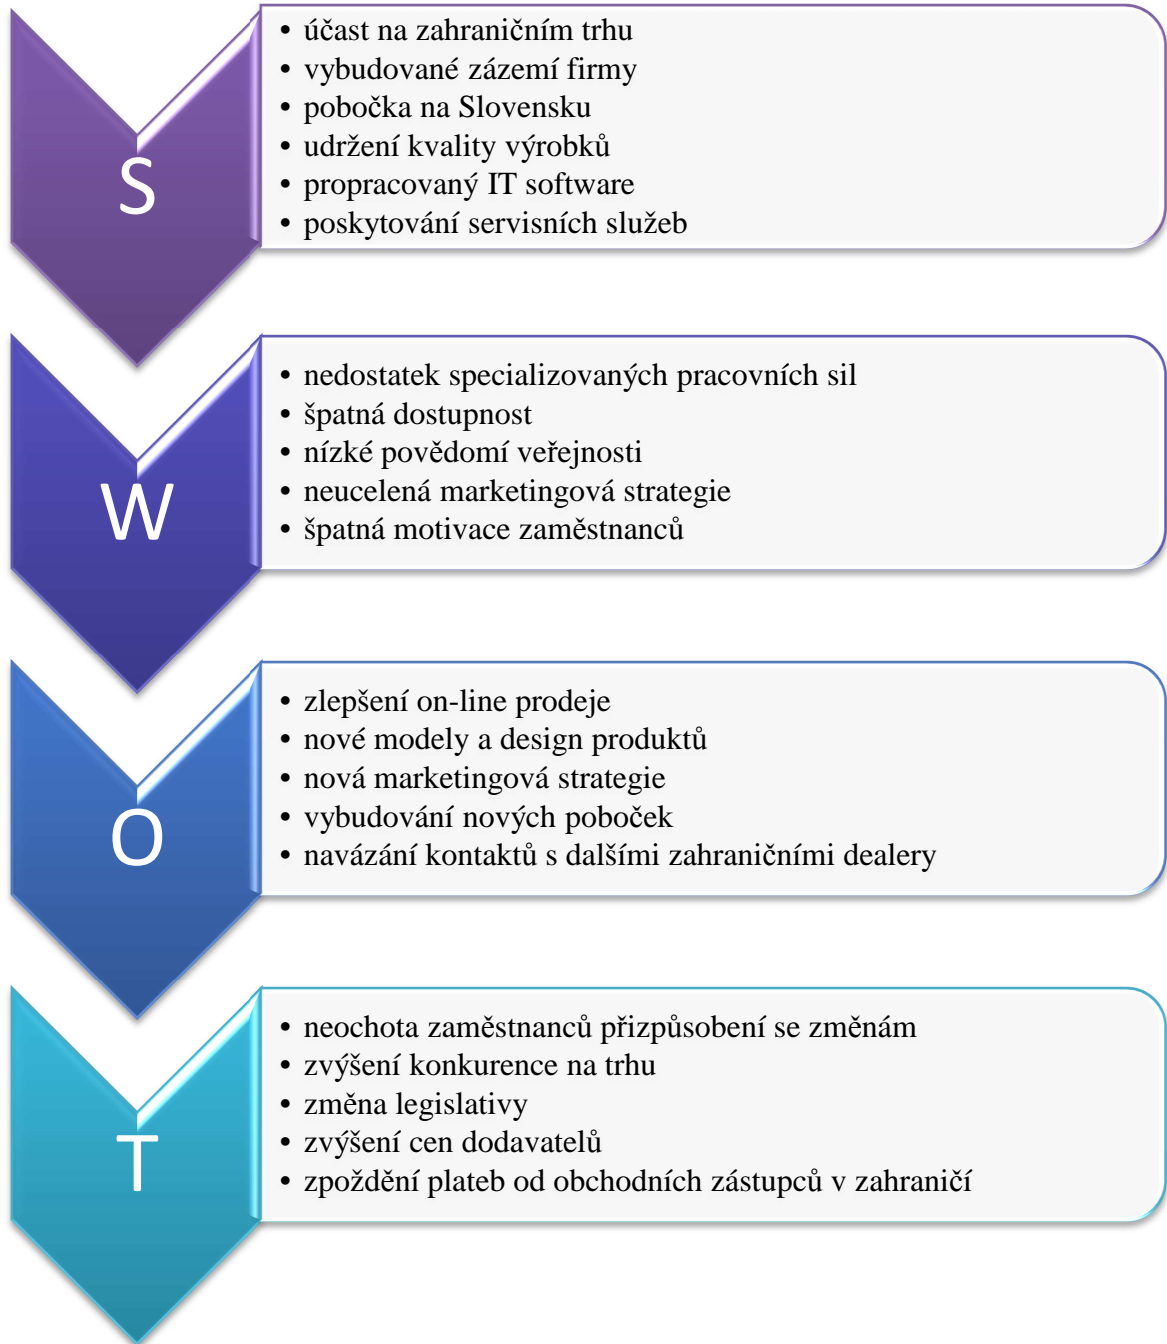 S
• účast na zahraničním trhu
• vybudované zázemí firmy
• pobočka na Slovensku
• udržení kvality výrobků
• propracovaný IT software
• poskytování servisních služeb
W
• nedostatek specializovaných pracovních sil
• špatná dostupnost
• nízké povědomí veřejnosti
• neucelená marketingová strategie
• špatná motivace zaměstnanců
O
• zlepšení on-line prodeje
• nové modely a design produktů
• nová marketingová strategie
• vybudování nových poboček
• navázání kontaktů s dalšími zahraničními dealery
T
• neochota zaměstnanců přizpůsobení se změnám
• zvýšení konkurence na trhu
• změna legislativy
• zvýšení cen dodavatelů
• zpoždění plateb od obchodních zástupců v zahraničí